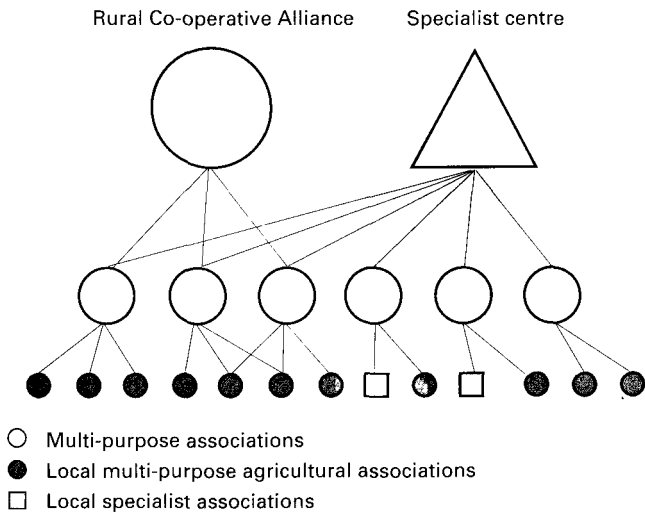 Rural Co-operative Alliance
Specialist centre
Multi-purpose associations
Local multi-purpose agricultural associations
Local specialist associations